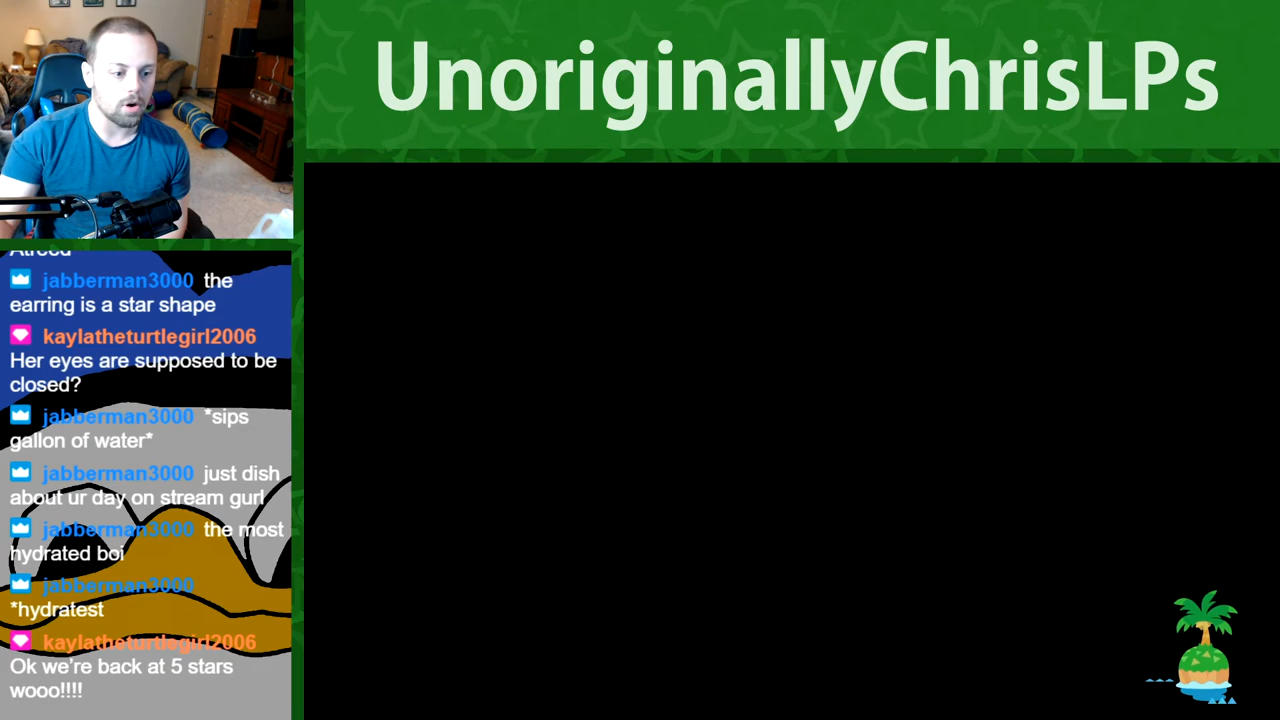 UnoriginallyChrisLPs
Atreed
jabberman3000 the
earring is a star shape
kaylatheturtlegirl2006
Her eyes are supposed to be
closed?
jabberman3000 *sips
gallon of water*
jabberman3000 just dish
about ur day on stream gurl
jabberman3000 the most
hydrated boi
jabberman3000
*hydratest
kaylatheturtlegirl2006
Ok we’re back at 5 stars
wooo!!!!